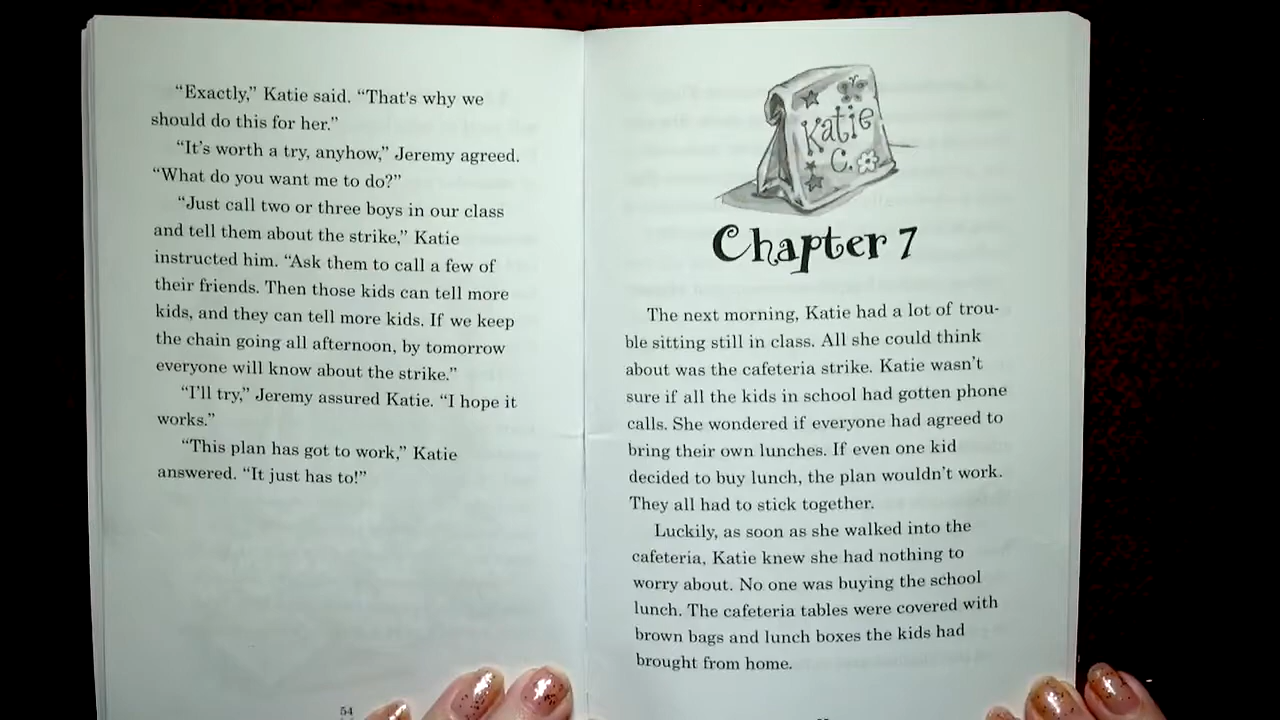 “Exactly,” Katie said. “That's why we
should do this for her.”
“It’s worth a try, anyhow,” Jeremy agreed.
“What do you want me to do?”
“Just call two or three boys in our class
and tell them about the strike,” Katie
instructed him. “Ask them to call a few of
their friends. Then those kids can tell more
kids, and they can tell more kids. If we keep
the chain going all afternoon, by tomorrow
everyone will know about the strike.”
“I’ll try,” Jeremy assured Katie. “I hope it
works.”
“This plan has got to work,” Katie
answered. “It just has to!”
54
Katie
C.
Chapter 7
The next morning, Katie had a lot of trou-
ble sitting still in class. All she could think
about was the cafeteria strike. Katie wasn’t
sure if all the kids in school had gotten phone
calls. She wondered if everyone had agreed to
bring their own lunches. If even one kid
decided to buy lunch, the plan wouldn’t work.
They all had to stick together.
Luckily, as soon as she walked into the
cafeteria, Katie knew she had nothing to
worry about. No one was buying the school
lunch. The cafeteria tables were covered with
brown bags and lunch boxes the kids had
brought from home.